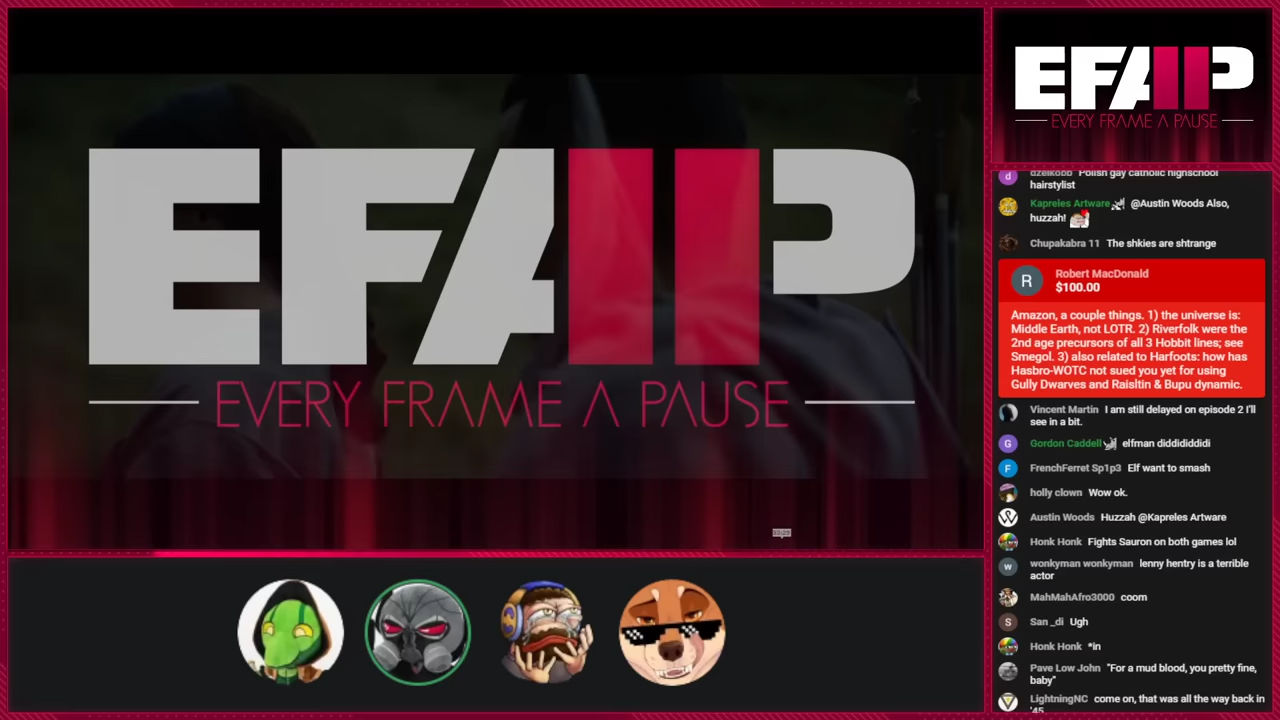 EFAP
EVERY FRAME A PAUSE
EFAP
EVERY FRAME A PAUSE
dzeikobb Polish gay catholic highschool
hairstylist
Kapreles Artware @Austin Woods Also,
huzzah!
Chupakabra 11 The shkies are shtrange
R
Robert MacDonald
$100.00
Amazon, a couple things. 1) the universe is:
Middle Earth, not LOTR. 2) Riverfolk were the
2nd age precursors of all 3 Hobbit lines; see
Smegol. 3) also related to Harfoots: how has
Hasbro-WOTC not sued you yet for using
Gully Dwarves and Raisltin & Bupu dynamic.
Vincent Martin I am still delayed on episode 2 I'll
see in a bit.
G Gordon Caddell elfman diddididdidi
F FrenchFerret Sp1p3 Elf want to smash
holly clown Wow ok.
Austin Woods Huzzah @Kapreles Artware
Honk Honk Fights Sauron on both games lol
w wonkyman wonkyman lenny hentry is a terrible
actor
MahMahAfro3000 coom
S San _di Ugh
Honk Honk *in
Pave Low John "For a mud blood, you pretty fine,
baby"
LightningNC come on, that was all the way back in
'45